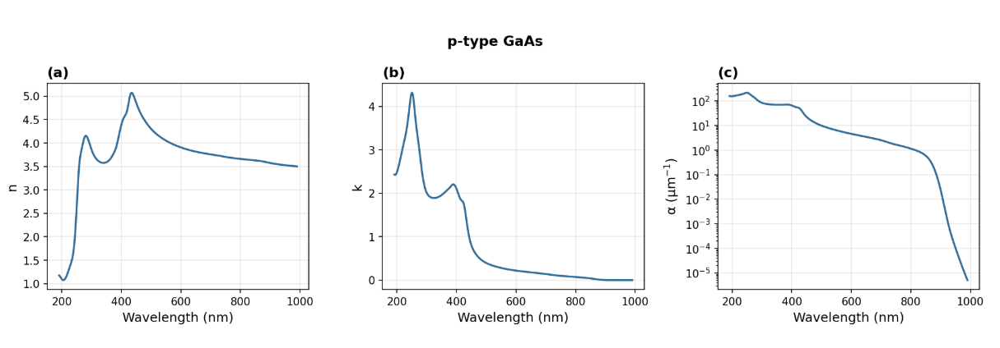 p-type GaAs
(a)
n
5.0
4.5
4.0
3.5
3.0
2.5
2.0
1.5
1.0
200 400 600 800 1000
Wavelength (nm)
(b)
k
4
3
2
1
0
200 400 600 800 1000
Wavelength (nm)
(c)
α (μm⁻¹)
10²
10¹
10⁰
10⁻¹
10⁻²
10⁻³
10⁻⁴
10⁻⁵
200 400 600 800 1000
Wavelength (nm)